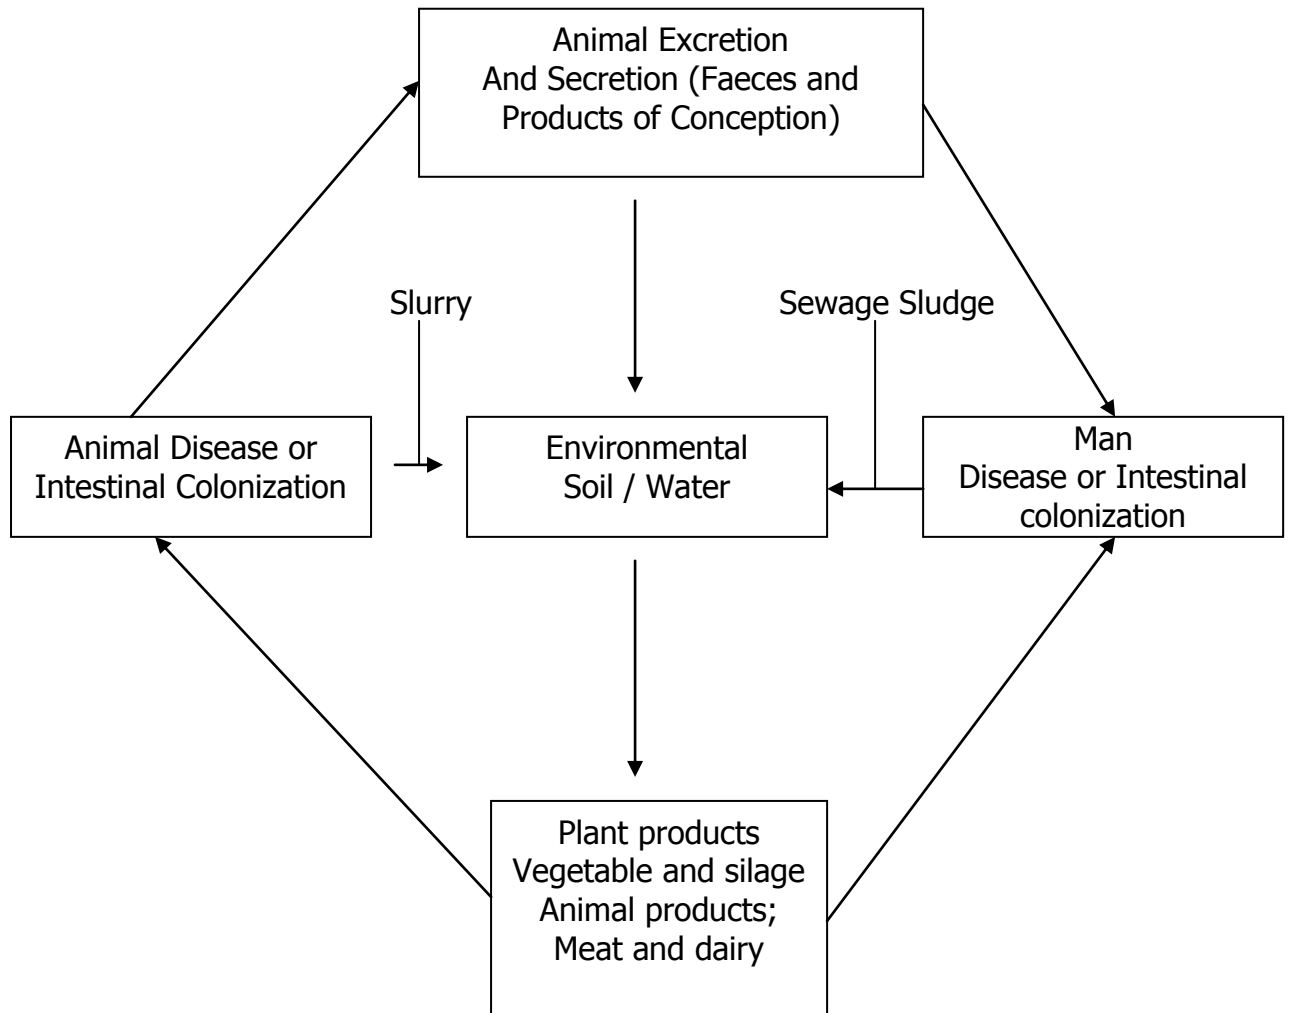 Animal Excretion
And Secretion (Faeces and
Products of Conception)
Slurry
Sewage Sludge
Animal Disease or
Intestinal Colonization
Environmental
Soil / Water
Man
Disease or Intestinal
colonization
Plant products
Vegetable and silage
Animal products;
Meat and dairy